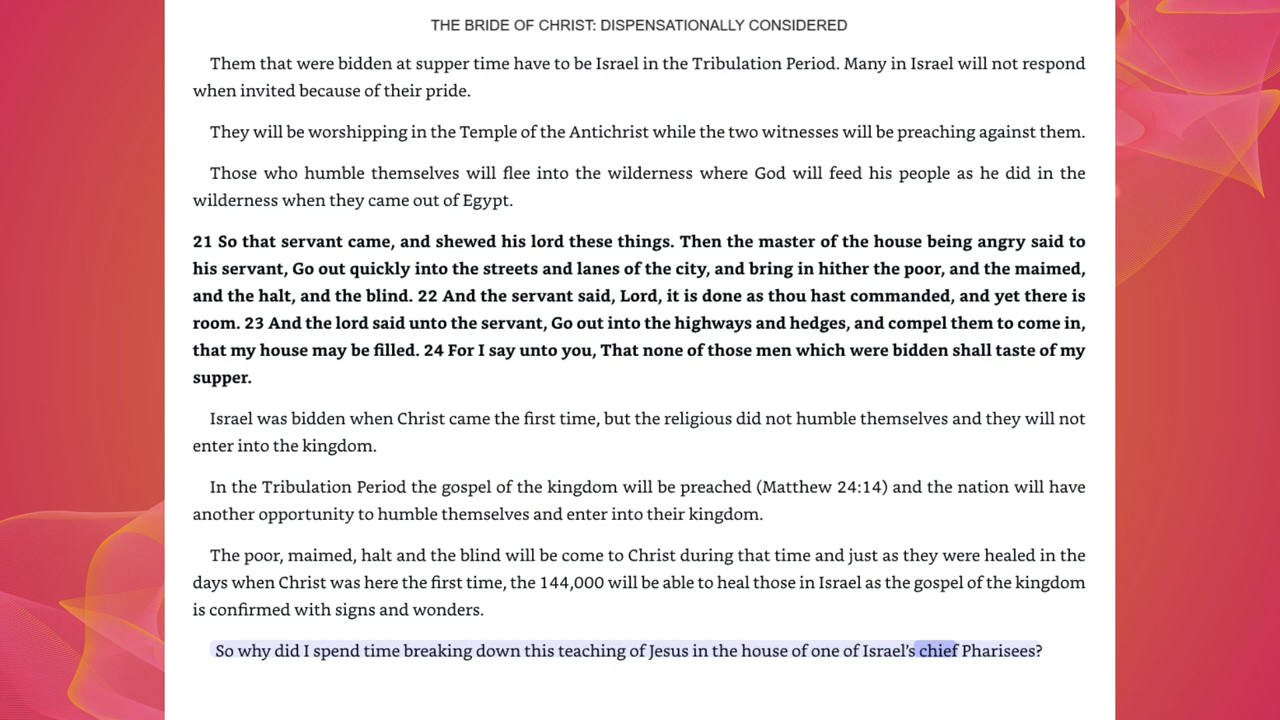 THE BRIDE OF CHRIST: DISPENSATIONALLY CONSIDERED
Them that were bidden at supper time have to be Israel in the Tribulation Period. Many in Israel will not respond
when invited because of their pride.
They will be worshipping in the Temple of the Antichrist while the two witnesses will be preaching against them.
Those who humble themselves will flee into the wilderness where God will feed his people as he did in the
wilderness when they came out of Egypt.
21 So that servant came, and shewed his lord these things. Then the master of the house being angry said to
his servant, Go out quickly into the streets and lanes of the city, and bring in hither the poor, and the maimed,
and the halt, and the blind. 22 And the servant said, Lord, it is done as thou hast commanded, and yet there is
room. 23 And the lord said unto the servant, Go out into the highways and hedges, and compel them to come in,
that my house may be filled. 24 For I say unto you, That none of those men which were bidden shall taste of my
supper.
Israel was bidden when Christ came the first time, but the religious did not humble themselves and they will not
enter into the kingdom.
In the Tribulation Period the gospel of the kingdom will be preached (Matthew 24:14) and the nation will have
another opportunity to humble themselves and enter into their kingdom.
The poor, maimed, halt and the blind will be come to Christ during that time and just as they were healed in the
days when Christ was here the first time, the 144,000 will be able to heal those in Israel as the gospel of the kingdom
is confirmed with signs and wonders.
So why did I spend time breaking down this teaching of Jesus in the house of one of Israel's chief Pharisees?